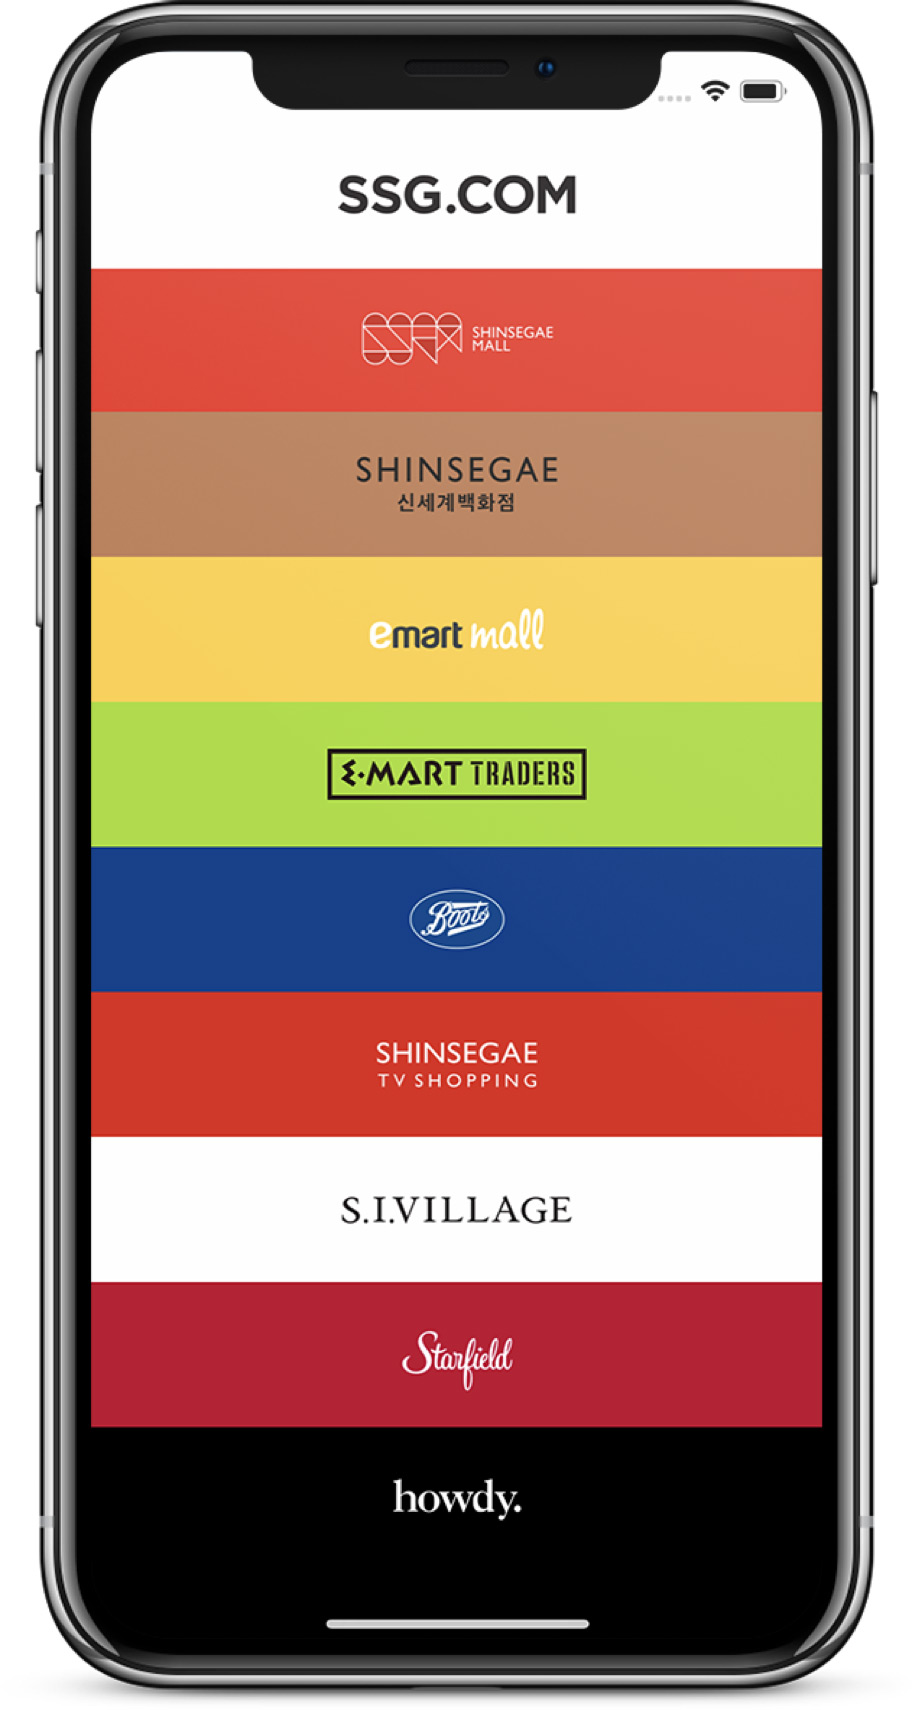 SSG.COM
SHINSEGAE
MALL
SHINSEGAE
신세계백화점
emart mall
E·MART TRADERS
Boots
SHINSEGAE
TV SHOPPING
S.I.VILLAGE
Starfield
howdy.